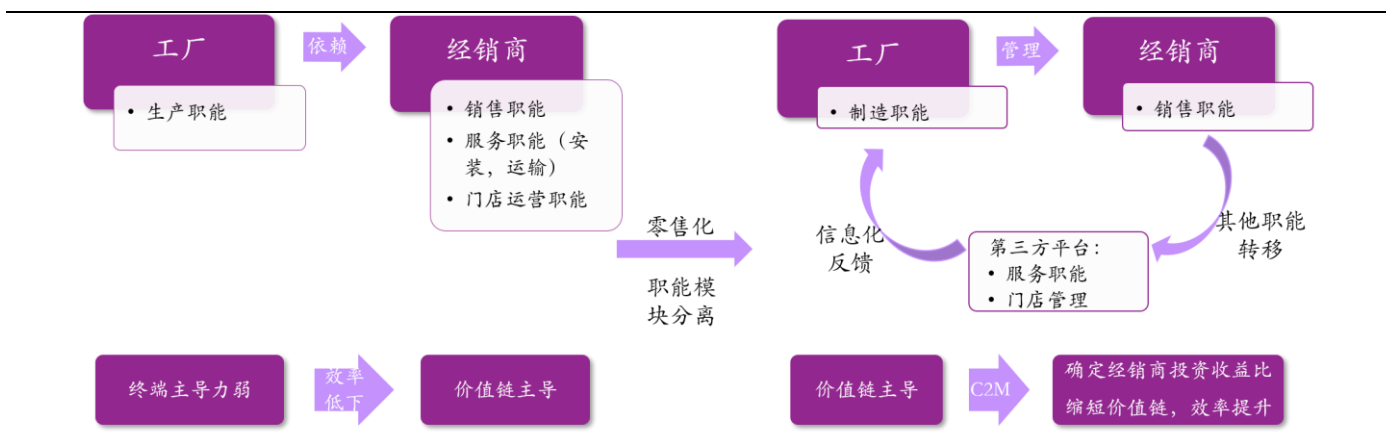 工厂
依赖
经销商
• 生产职能
• 销售职能
• 服务职能（安
装，运输）
• 门店运营职能
零售化
职能模
块分离
工厂
管理
经销商
• 制造职能
• 销售职能
信息化
反馈
第三方平台：
• 服务职能
• 门店管理
其他职能
转移
终端主导力弱
效率
低下
价值链主导
价值链主导
C2M
确定经销商投资收益比
缩短价值链，效率提升